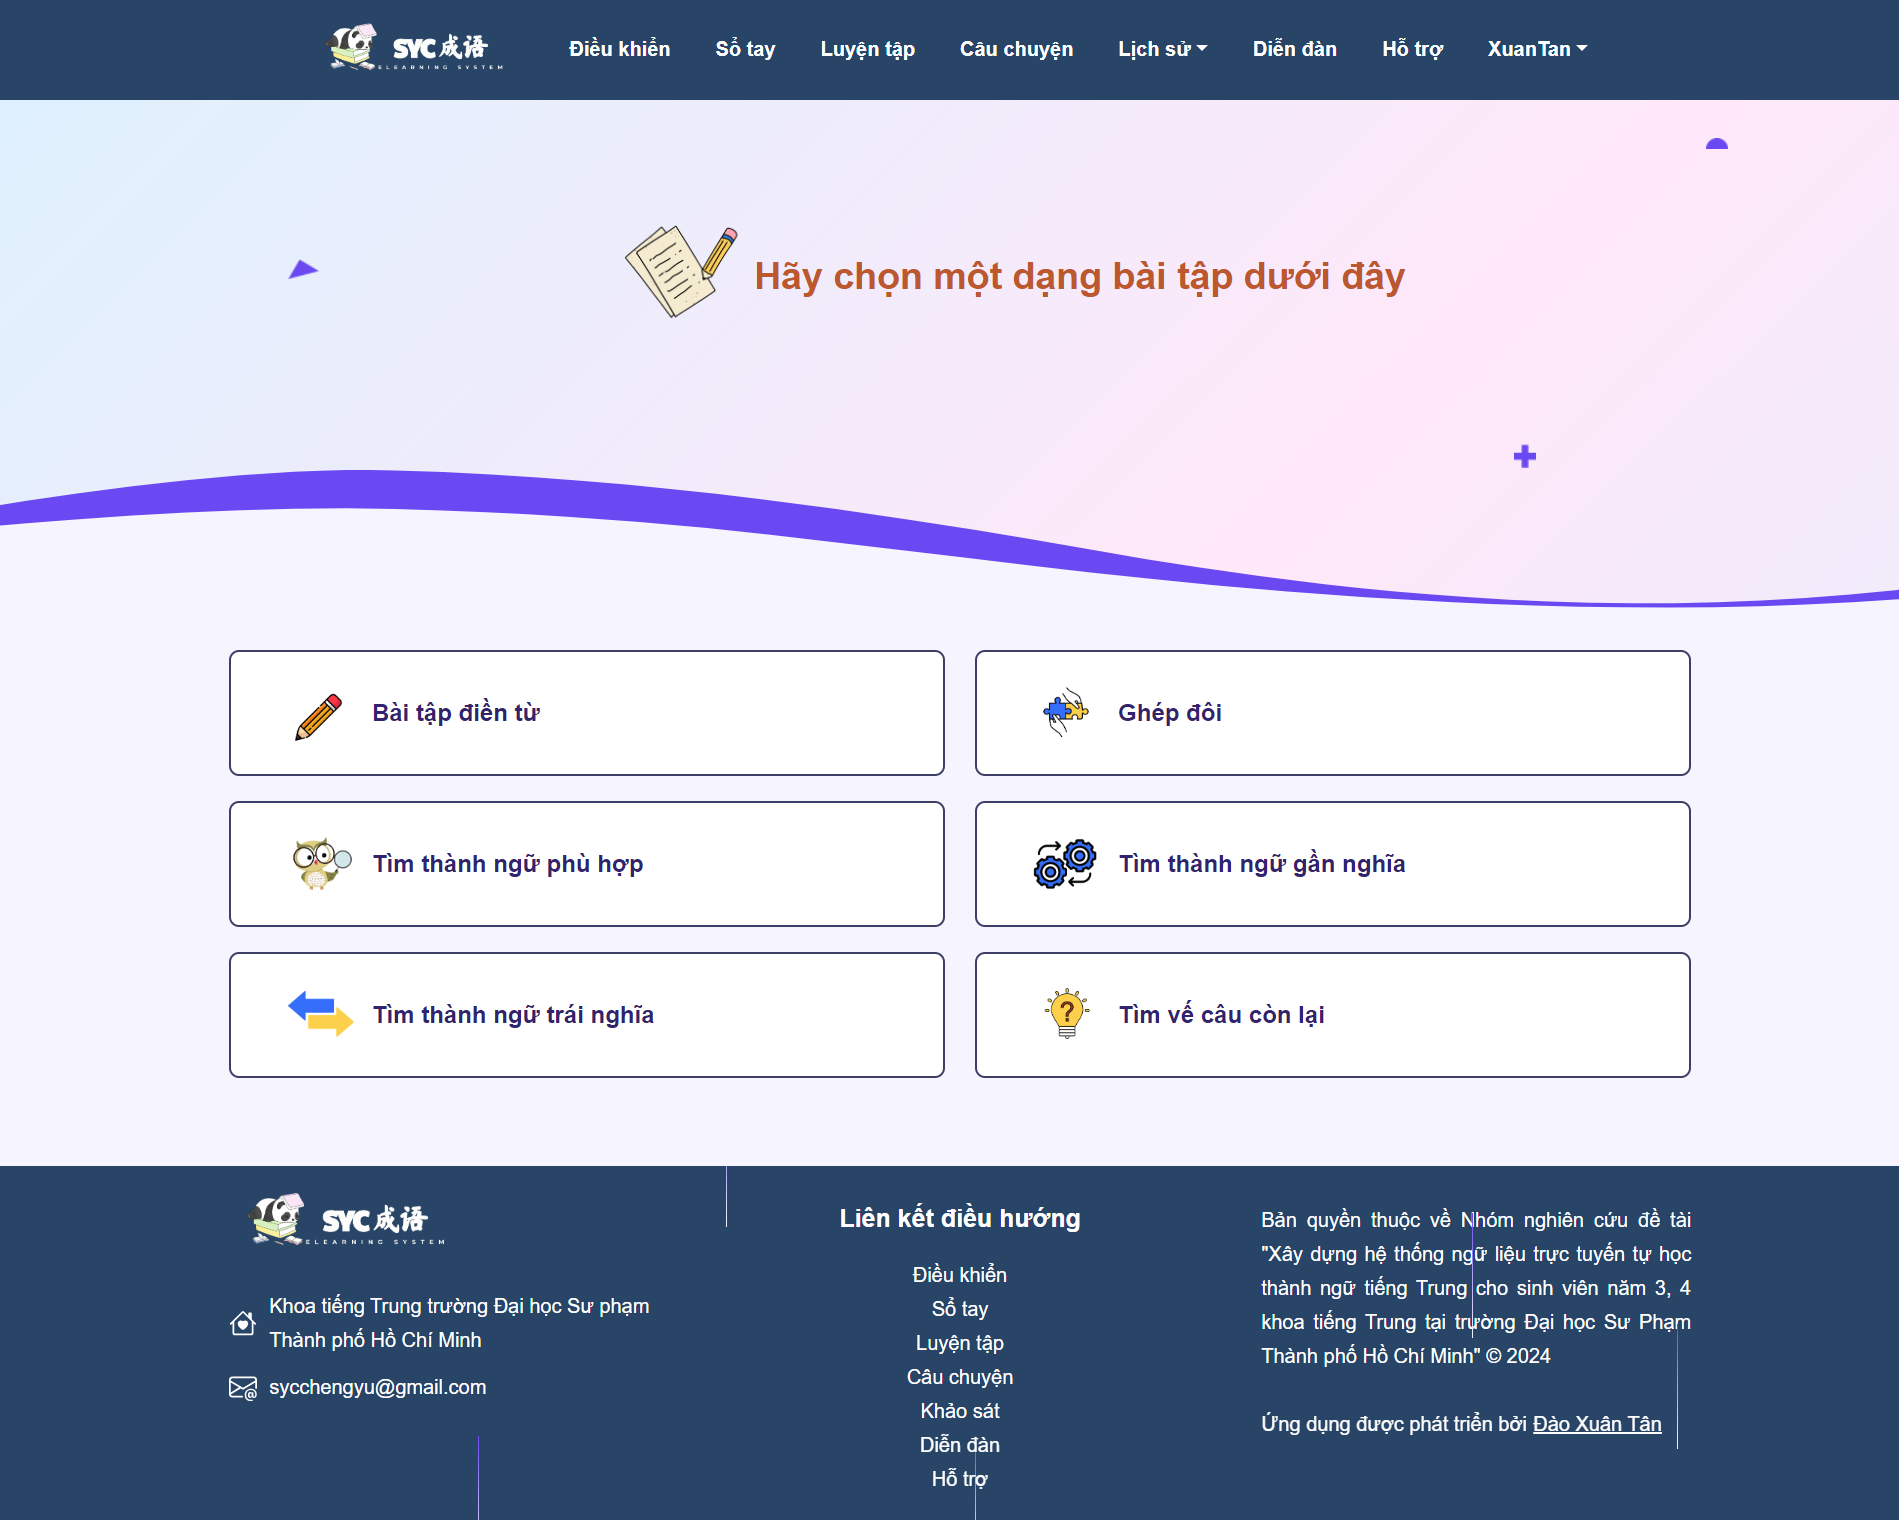 SYC成语
ELEARNING SYSTEM
Điều khiển
Sổ tay
Luyện tập
Câu chuyện
Lịch sử
Diễn đàn
Hỗ trợ
XuanTan
Hãy chọn một dạng bài tập dưới đây
Bài tập điền từ
Ghép đôi
Tìm thành ngữ phù hợp
Tìm thành ngữ gần nghĩa
Tìm thành ngữ trái nghĩa
?
Tìm vế câu còn lại
SYC成语
ELEARNING SYSTEM
Khoa tiếng Trung trường Đại học Sư phạm
Thành phố Hồ Chí Minh
sycchengyu@gmail.com
Liên kết điều hướng
Điều khiển
Sổ tay
Luyện tập
Câu chuyện
Khảo sát
Diễn đàn
Hỗ trợ
Bản quyền thuộc về Nhóm nghiên cứu đề tài
"Xây dựng hệ thống ngữ liệu trực tuyến tự học
thành ngữ tiếng Trung cho sinh viên năm 3, 4
khoa tiếng Trung tại trường Đại học Sư Phạm
Thành phố Hồ Chí Minh" © 2024
Ứng dụng được phát triển bởi Đào Xuân Tân